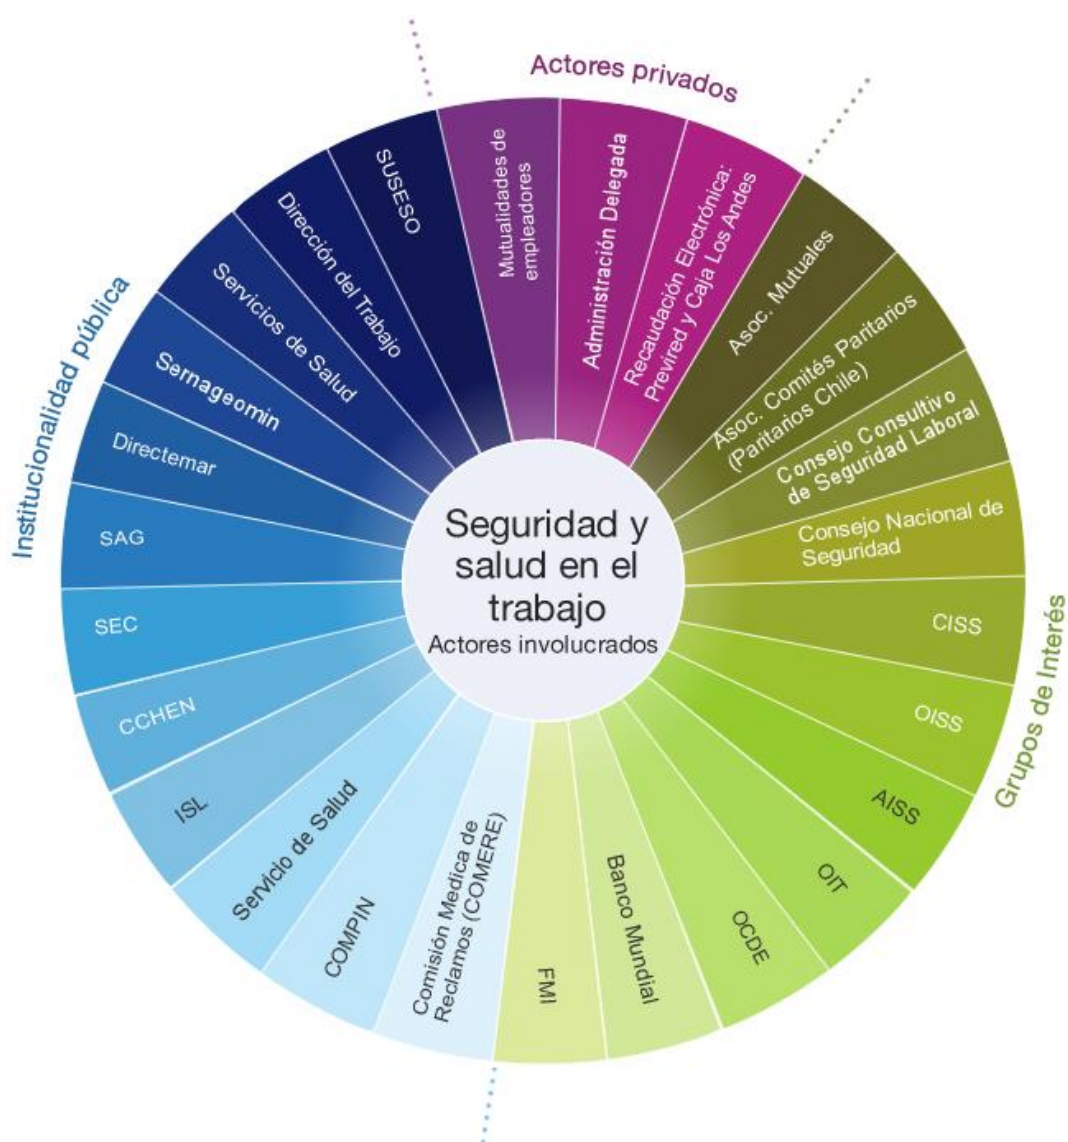 Actores privados
Mutualidades de
empleadores
Administración Delegada
Recaudación Electrónica:
Previred y Caja Los Andes
Grupos de Interés
Asoc. Mutuales
Asoc. Comités Paritarios
(Paritarios Chile)
Consejo Consultivo
de Seguridad Laboral
Consejo Nacional de
Seguridad
CISS
OISS
AISS
OIT
OCDE
Banco Mundial
FMI
Institucionalidad pública
Comisión Medica de
Reclamos (COMERE)
COMPIN
Servicio de Salud
ISL
CCHEN
SEC
SAG
Directemar
Sernageomin
Servicios de Salud
Dirección del Trabajo
SUSESO
Seguridad y
salud en el
trabajo
Actores involucrados